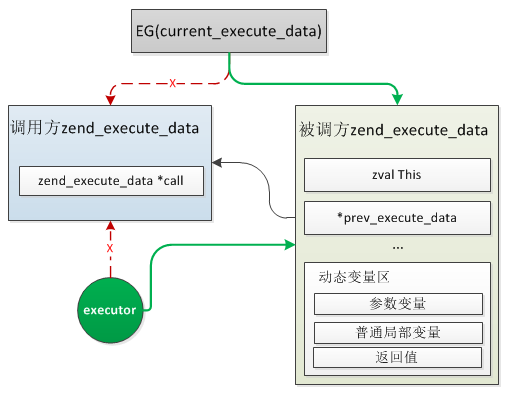 EG(current_execute_data)
X
调用方zend_execute_data
zend_execute_data *call
被调方zend_execute_data
zval This
*prev_execute_data
...
X
executor
动态变量区
参数变量
普通局部变量
返回值